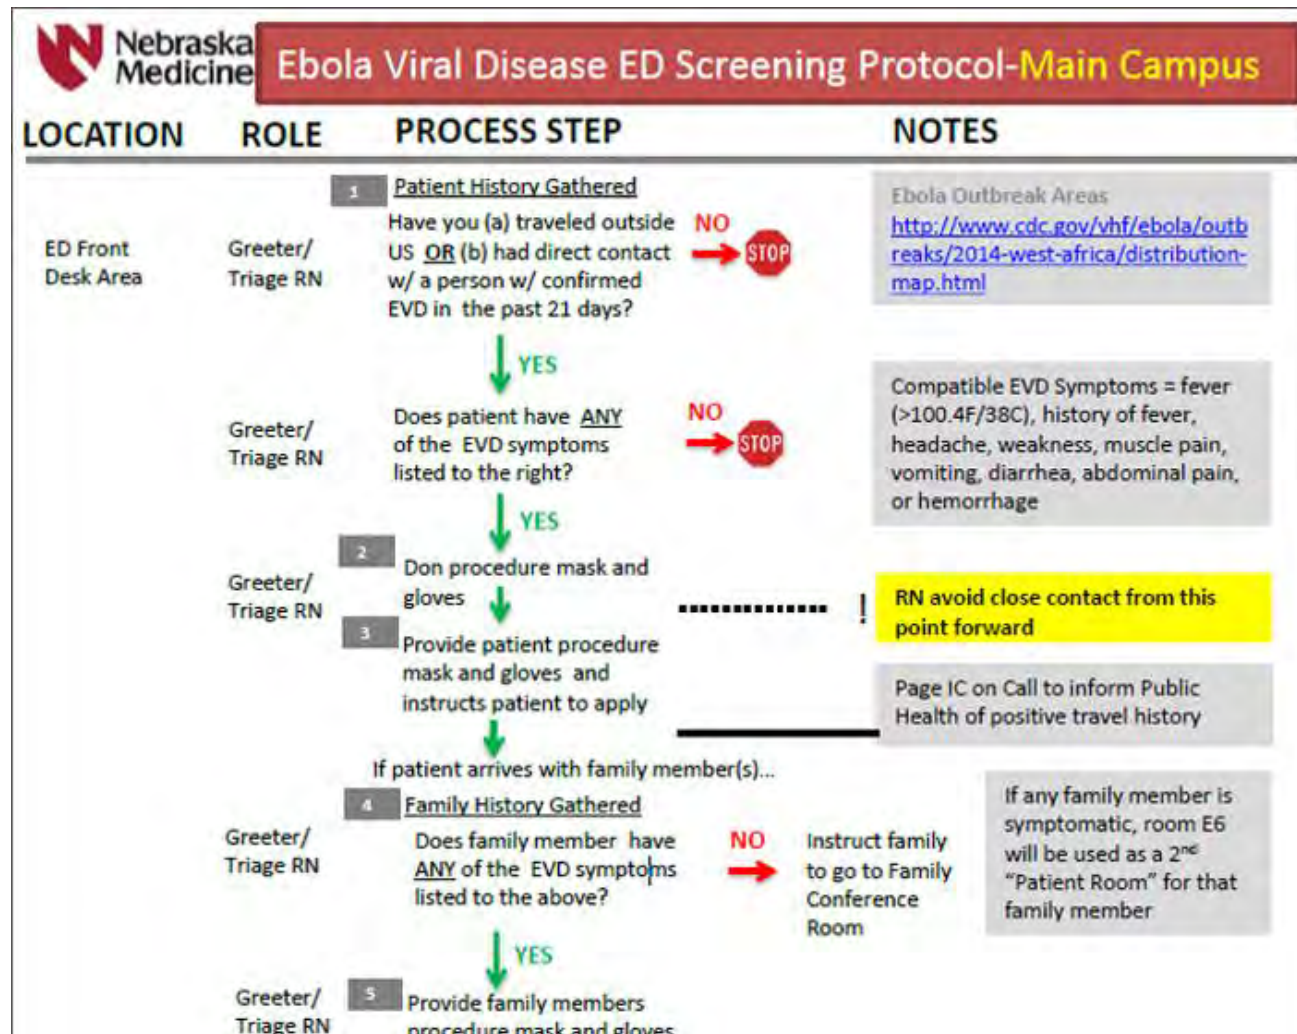 Nebraska
Medicine
Ebola Viral Disease ED Screening Protocol-Main Campus
LOCATION ROLE PROCESS STEP NOTES
1 Patient History Gathered
ED Front
Desk Area
Greeter/
Triage RN
Have you (a) traveled outside
US OR (b) had direct contact
w/ a person w/ confirmed
EVD in the past 21 days?
NO
STOP
Ebola Outbreak Areas
http://www.cdc.gov/vhf/ebola/outb
reaks/2014-west-africa/distribution-
map.html
YES
Greeter/
Triage RN
Does patient have ANY
of the EVD symptoms
listed to the right?
NO
STOP
Compatible EVD Symptoms = fever
(>100.4F/38C), history of fever,
headache, weakness, muscle pain,
vomiting, diarrhea, abdominal pain,
or hemorrhage
YES
Greeter/
Triage RN
2
Don procedure mask and
gloves
!
RN avoid close contact from this
point forward
3
Provide patient procedure
mask and gloves and
instructs patient to apply
Page IC on Call to inform Public
Health of positive travel history
If patient arrives with family member(s)...
4 Family History Gathered
Greeter/
Triage RN
Does family member have
ANY of the EVD symptoms
listed to the above?
NO
Instruct family
to go to Family
Conference
Room
If any family member is
symptomatic, room E6
will be used as a 2nd
“Patient Room” for that
family member
YES
Greeter/
Triage RN
5
Provide family members
procedure mask and gloves